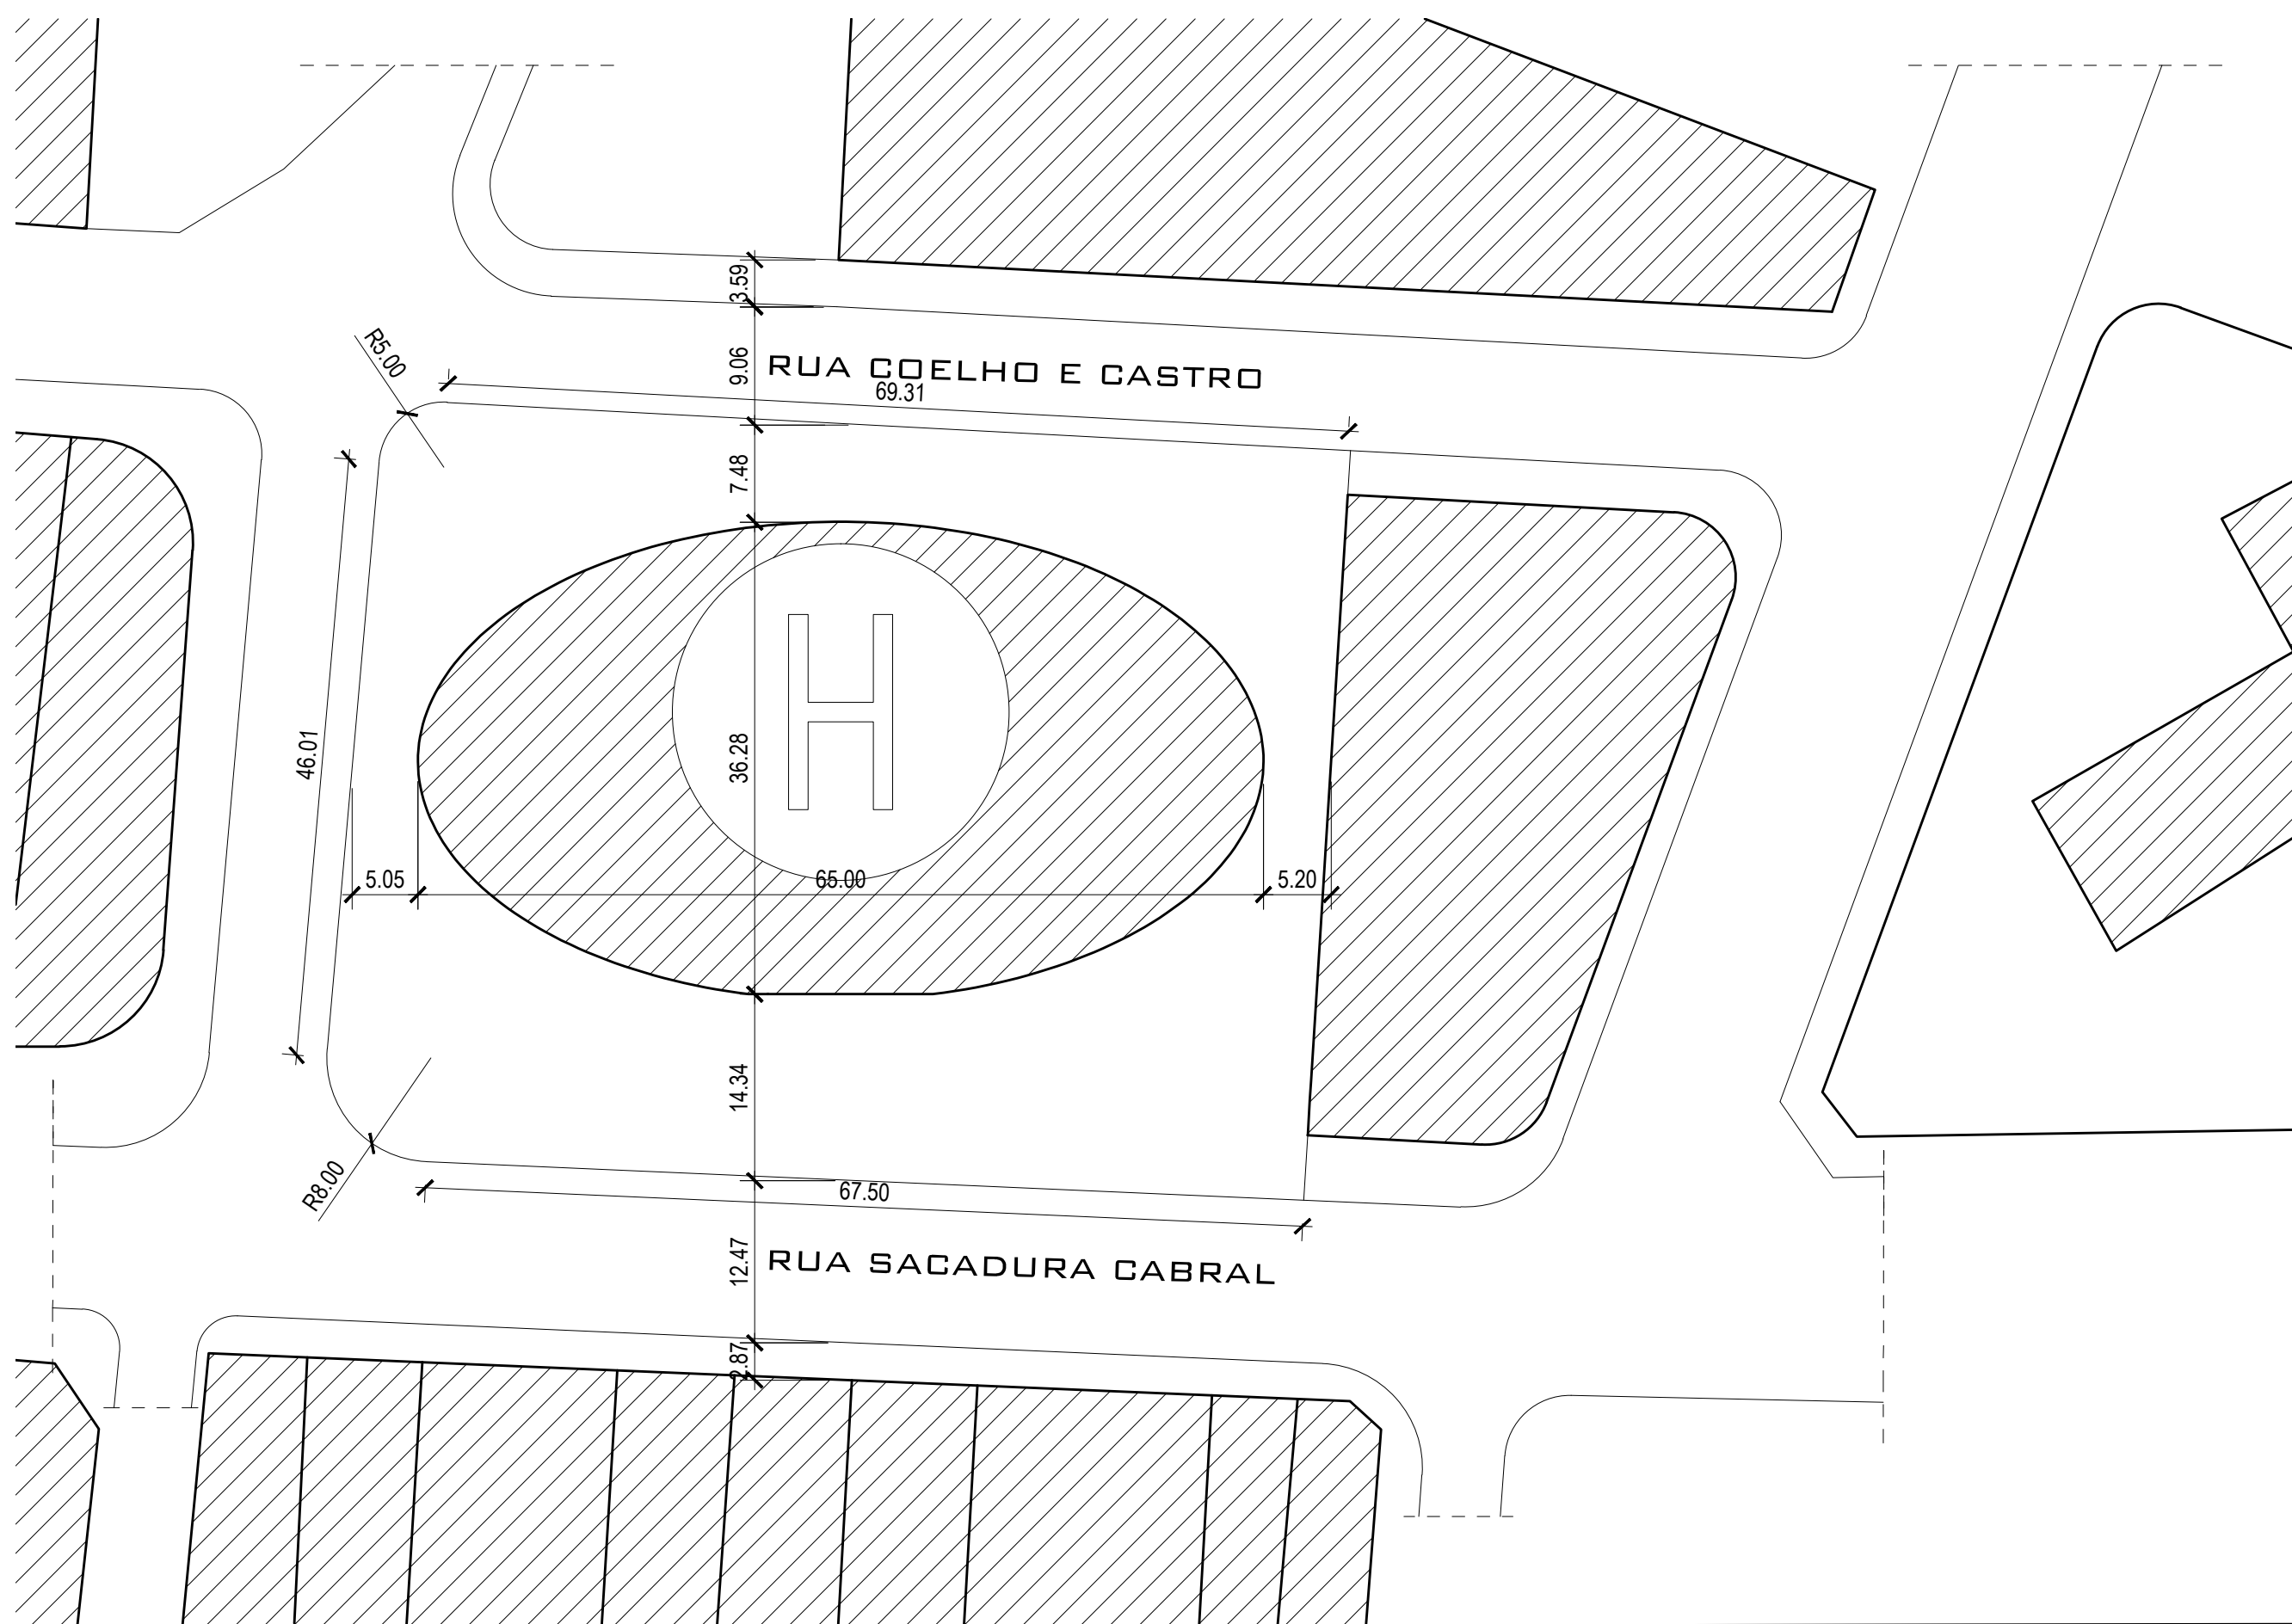 3.59
R5.00
9.06
RUA COELHO E CASTRO
69.31
7.48
H
46.01
36.28
5.05
65.00
5.20
14.34
R8.00
67.50
12.47
RUA SACADURA CABRAL
2.87